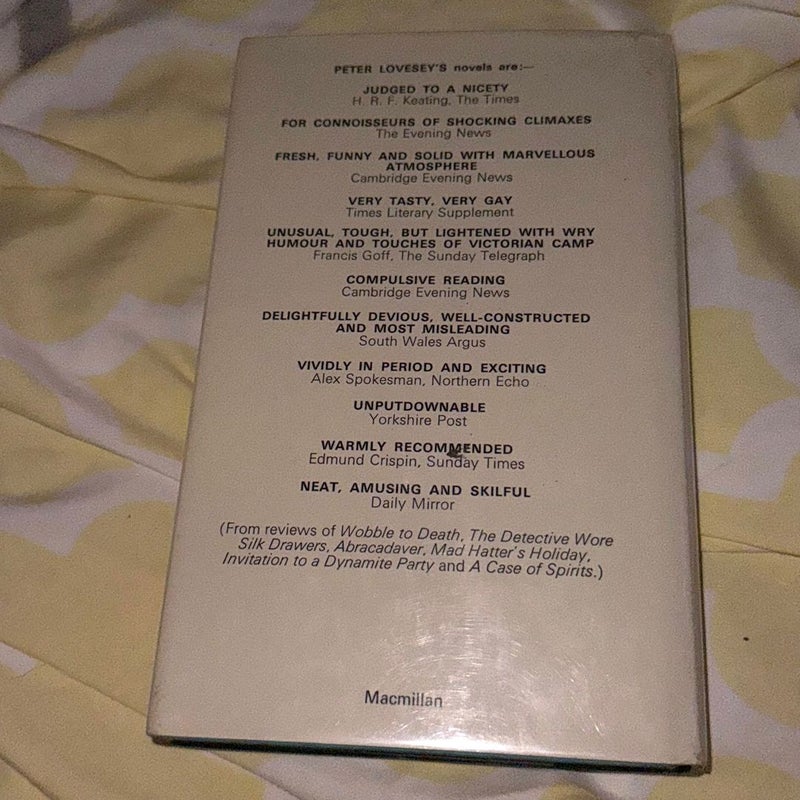 PETER LOVESEY'S novels are:—
JUDGED TO A NICETY
H. R. F. Keating, The Times
FOR CONNOISSEURS OF SHOCKING CLIMAXES
The Evening News
FRESH, FUNNY AND SOLID WITH MARVELLOUS
ATMOSPHERE
Cambridge Evening News
VERY TASTY, VERY GAY
Times Literary Supplement
UNUSUAL, TOUGH, BUT LIGHTENED WITH WRY
HUMOUR AND TOUCHES OF VICTORIAN CAMP
Francis Goff, The Sunday Telegraph
COMPULSIVE READING
Cambridge Evening News
DELIGHTFULLY DEVIOUS, WELL-CONSTRUCTED
AND MOST MISLEADING
South Wales Argus
VIVIDLY IN PERIOD AND EXCITING
Alex Spokesman, Northern Echo
UNPUTDOWNABLE
Yorkshire Post
WARMLY RECOMMENDED
Edmund Crispin, Sunday Times
NEAT, AMUSING AND SKILFUL
Daily Mirror
(From reviews of Wobble to Death, The Detective Wore
Silk Drawers, Abracadaver, Mad Hatter's Holiday,
Invitation to a Dynamite Party and A Case of Spirits.)
Macmillan